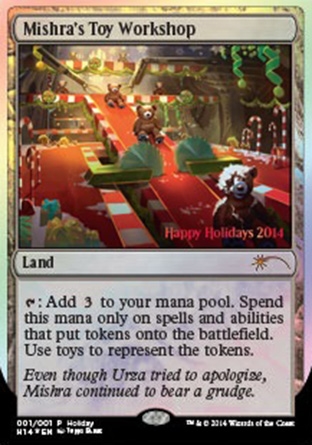 Mishra's Toy Workshop
Happy Holidays 2014
Land
: Add 3 to your mana pool. Spend
this mana only on spells and abilities
that put tokens onto the battlefield.
Use toys to represent the tokens.
Even though Urza tried to apologize,
Mishra continued to bear a grudge.
001/001 P Holiday
H14 EN
™ & © 2014 Wizards of the Coast